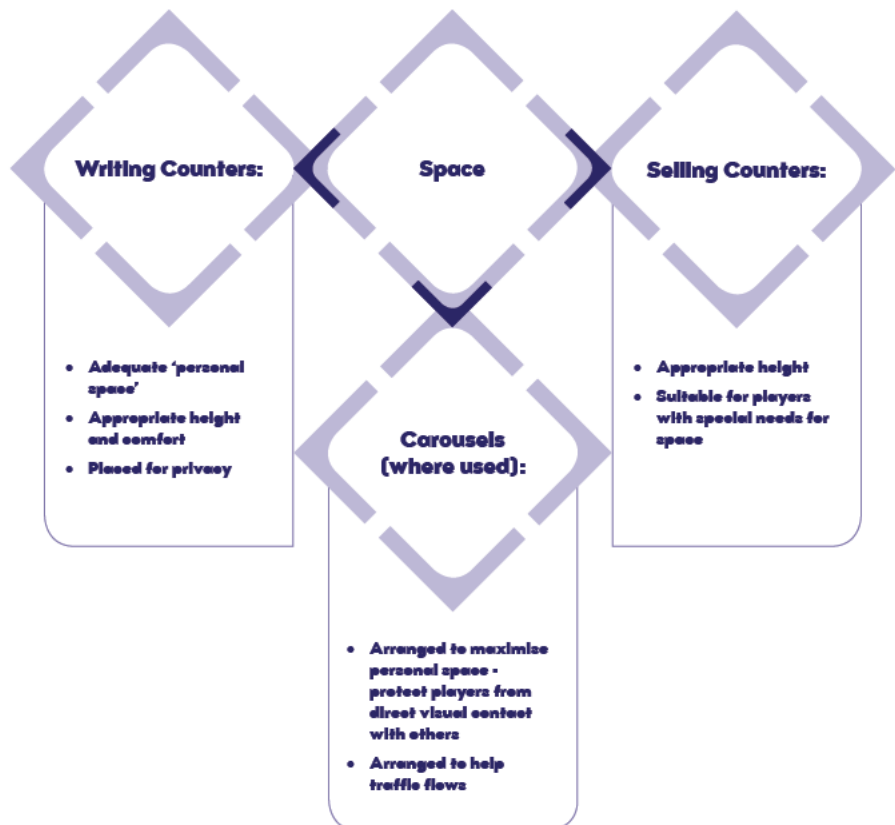 Writing Counters:
Space
Selling Counters:
• Adequate ‘personal
space’
• Appropriate height
and comfort
• Placed for privacy
• Appropriate height
• Suitable for players
with special needs for
space
Carousels
(where used):
• Arranged to maximise
personal space -
protect players from
direct visual contact
with others
• Arranged to help
traffic flows